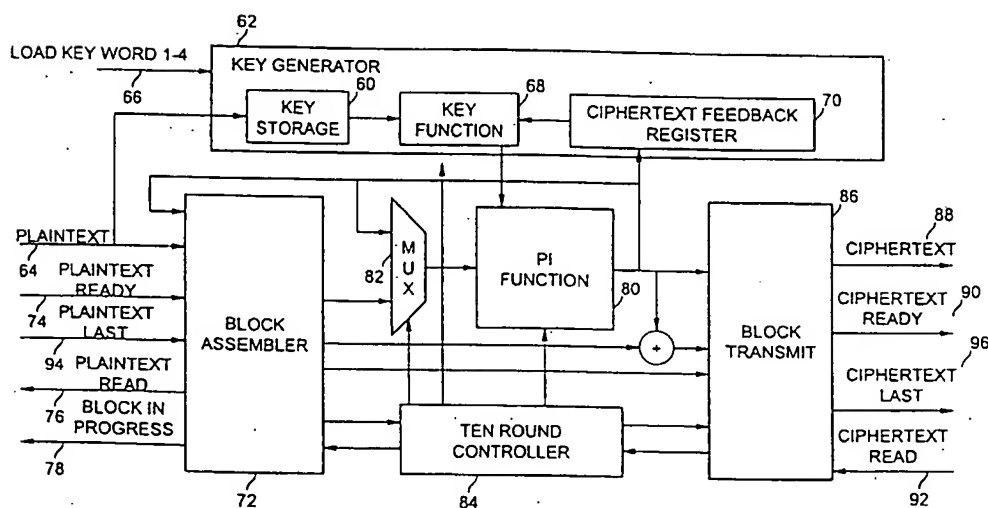 62
LOAD KEY WORD 1-4
KEY GENERATOR
66
60
KEY
STORAGE
68
KEY
FUNCTION
70
CIPHERTEXT FEEDBACK
REGISTER
PLAINTEXT
64
PLAINTEXT
READY
74
PLAINTEXT
LAST
94
PLAINTEXT
READ
76
BLOCK IN
PROGRESS
78
BLOCK
ASSEMBLER
72
82
MUX
PI
FUNCTION
80
+
TEN ROUND
CONTROLLER
84
86
BLOCK
TRANSMIT
88
CIPHERTEXT
CIPHERTEXT
READY
90
96
CIPHERTEXT
LAST
CIPHERTEXT
READ
92